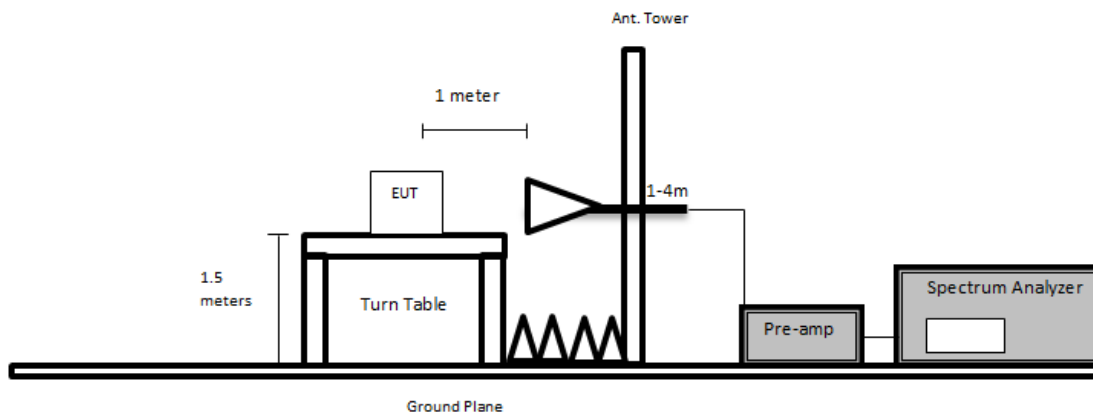 Ant. Tower
1 meter
EUT
1-4m
1.5
meters
Turn Table
Spectrum Analyzer
Pre-amp
Ground Plane